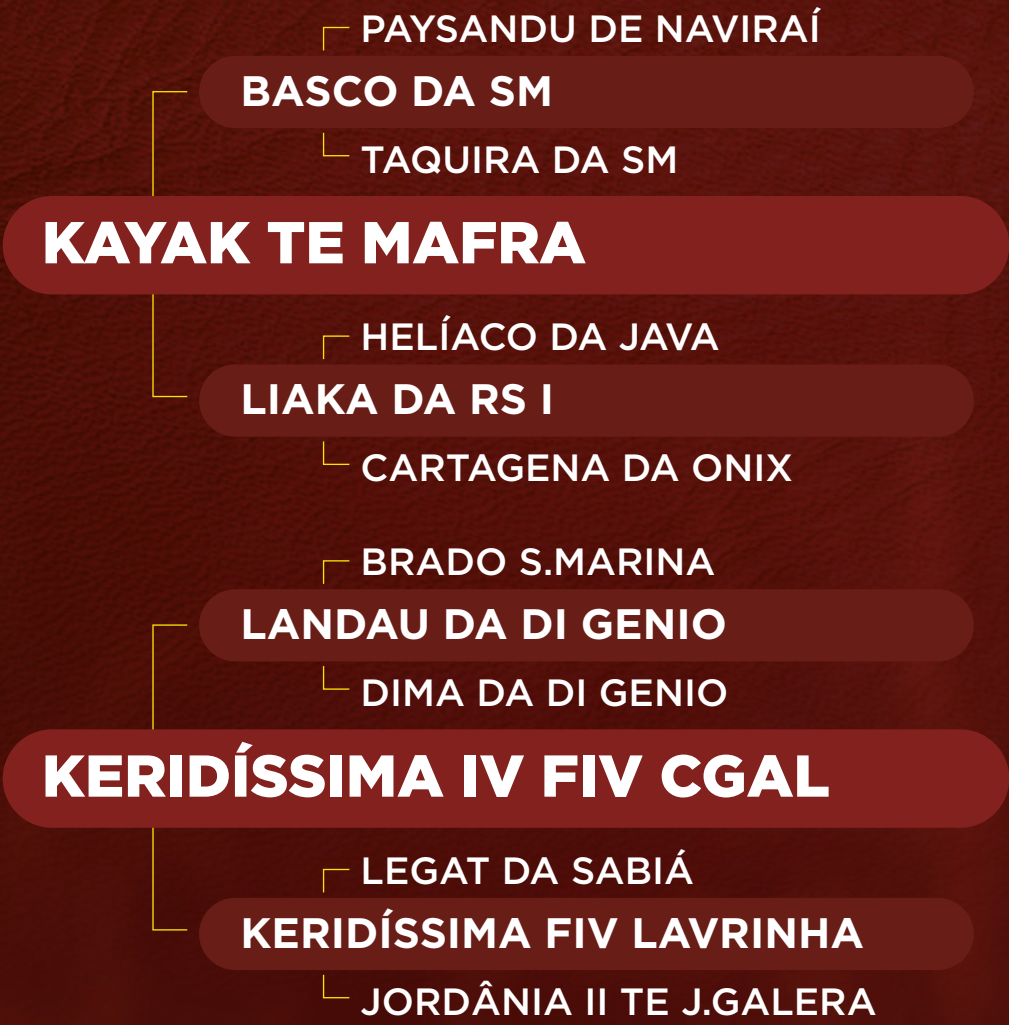 PAYSANDU DE NAVIRAÍ
BASCO DA SM
TAQUIRA DA SM
KAYAK TE MAFRA
HELÍACO DA JAVA
LIAKA DA RS I
CARTAGENA DA ONIX
BRADO S.MARINA
LANDAU DA DI GENIO
DIMA DA DI GENIO
KERIDÍSSIMA IV FIV CGAL
LEGAT DA SABIÁ
KERIDÍSSIMA FIV LAVRINHA
JORDÂNIA II TE J.GALERA